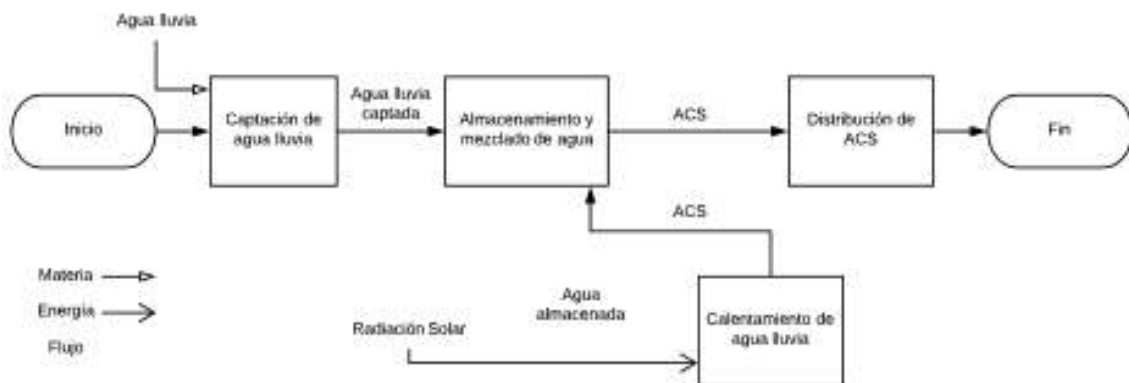 Agua lluvia
Inicio
Captación de
agua lluvia
Agua lluvia
captada
Almacenamiento y
mezclado de agua
ACS
Distribución de
ACS
Fin
ACS
Materia
Energía
Flujo
Radiación Solar
Agua
almacenada
Calentamiento de
agua lluvia